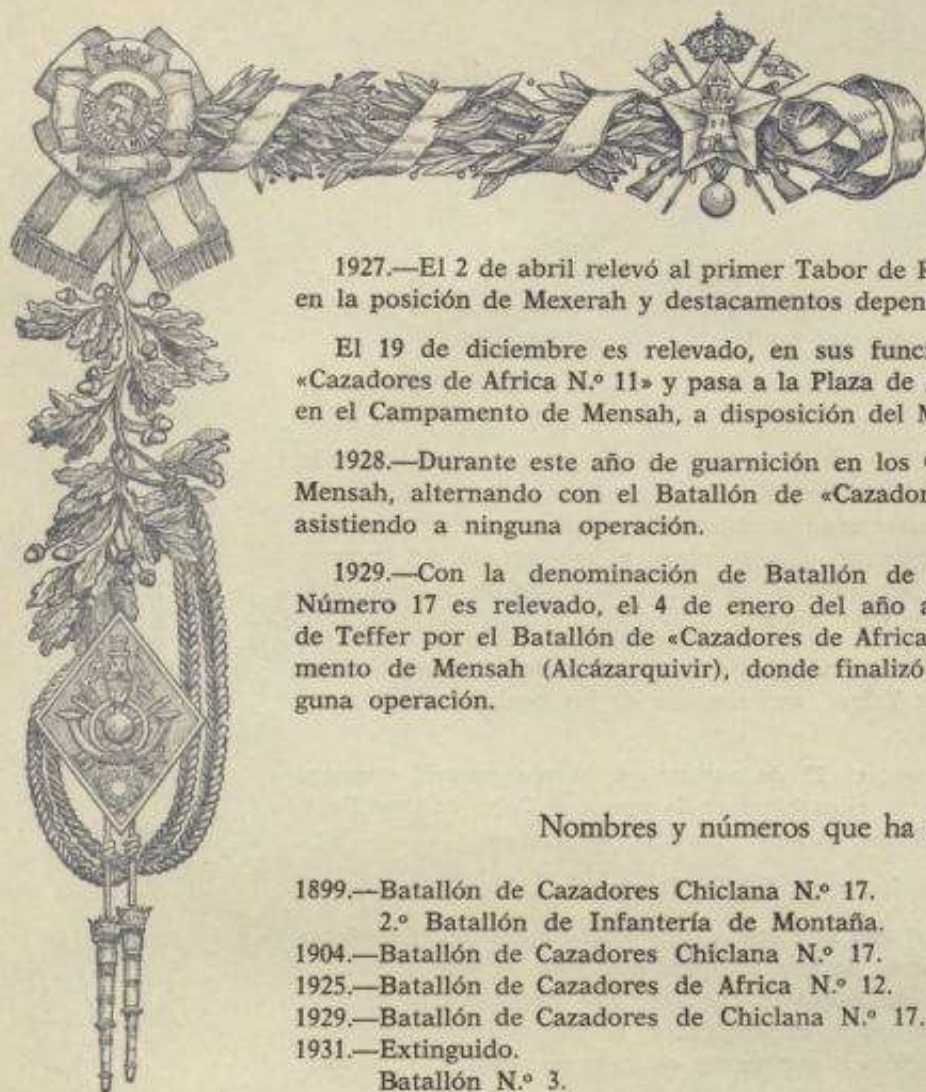 1927.—El 2 de abril relevó al primer Tabor de
en la posición de Mexerah y destacamentos depen
El 19 de diciembre es relevado, en sus func
«Cazadores de Africa N.º 11» y pasa a la Plaza de
en el Campamento de Mensah, a disposición del
1928.—Durante este año de guarnición en los
Mensah, alternando con el Batallón de «Cazador
asistiendo a ninguna operación.
1929.—Con la denominación de Batallón de
Número 17 es relevado, el 4 de enero del año a
de Teffer por el Batallón de «Cazadores de Africa
mento de Mensah (Alcázarquivir), donde finalizó
guna operación.
Nombres y números que ha
1899.—Batallón de Cazadores Chiclana N.º 17.
2.º Batallón de Infantería de Montaña.
1904.—Batallón de Cazadores Chiclana N.º 17.
1925.—Batallón de Cazadores de Africa N.º 12.
1929.—Batallón de Cazadores de Chiclana N.º 17.
1931.—Extinguido.
Batallón N.º 3.